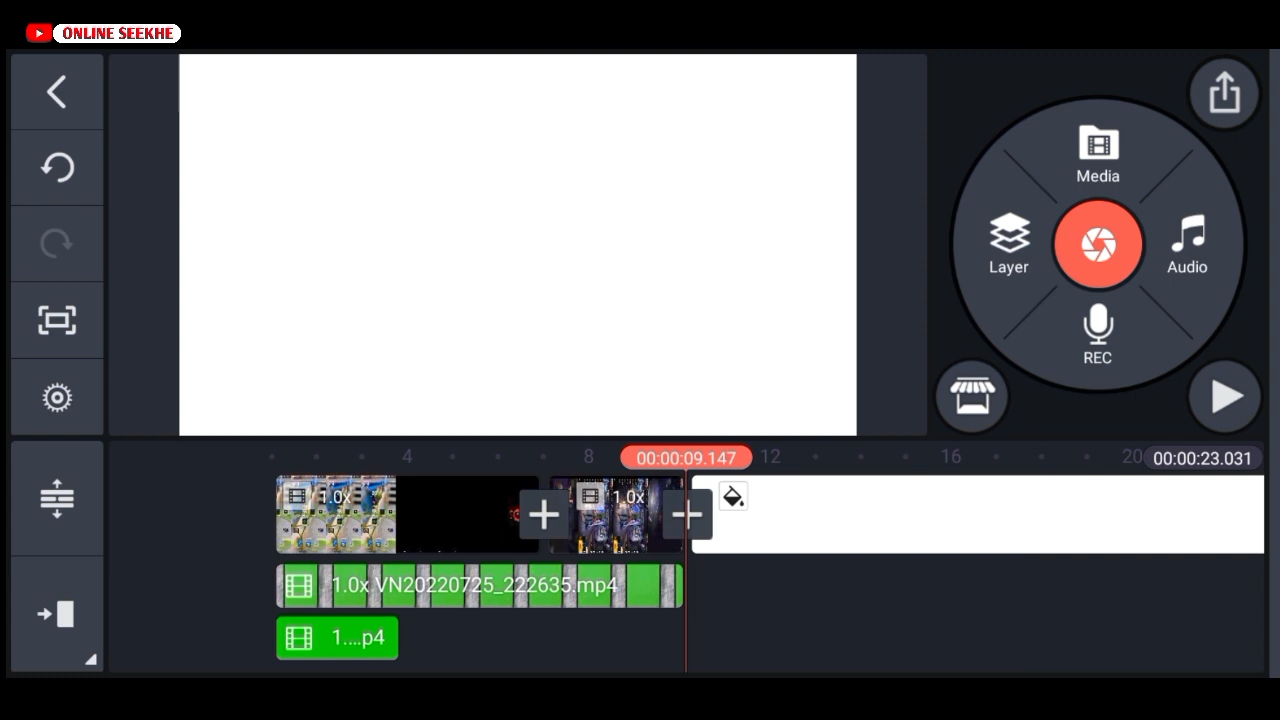 ONLINE SEEKHE
Media
Layer
Audio
REC
4
8
00:00:09.147
12
16
20
00:00:23.031
1.0x
1.0x
1.0x VN20220725_222635.mp4
1....p4